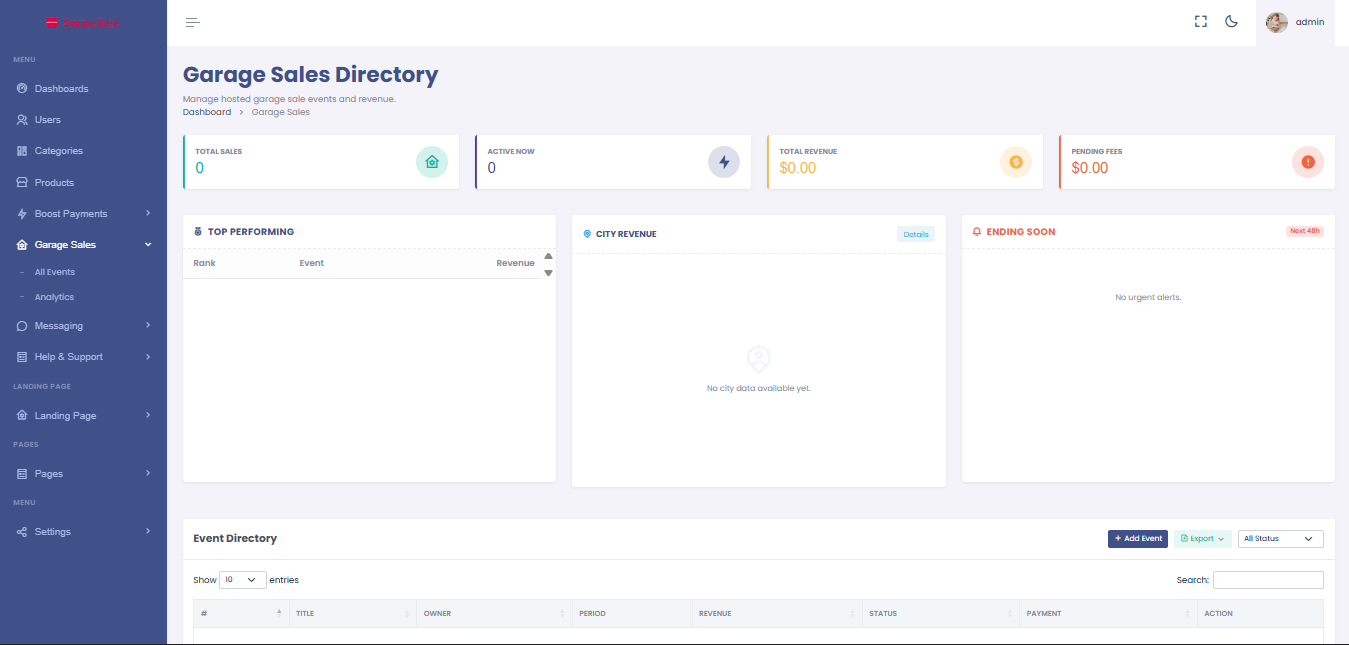 SwipeSale
admin
MENU
Dashboards
Users
Categories
Products
Boost Payments
Garage Sales
All Events
Analytics
Messaging
Help & Support
LANDING PAGE
Landing Page
PAGES
Pages
MENU
Settings
Garage Sales Directory
Manage hosted garage sale events and revenue.
Dashboard > Garage Sales
TOTAL SALES
0
ACTIVE NOW
0
TOTAL REVENUE
$0.00
PENDING FEES
$0.00
TOP PERFORMING
Rank Event Revenue
CITY REVENUE Details
No city data available yet.
ENDING SOON Next 48h
No urgent alerts.
Event Directory + Add Event Export All Status
Show 10 entries Search:
# TITLE OWNER PERIOD REVENUE STATUS PAYMENT ACTION